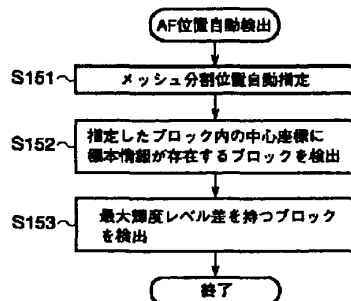 AF位置自動検出
S151
メッシュ分割位置自動指定
S152
指定したブロック内の中心座標に
標本情報が存在するブロックを検出
S153
最大輝度レベル差を持つブロック
を検出
終了